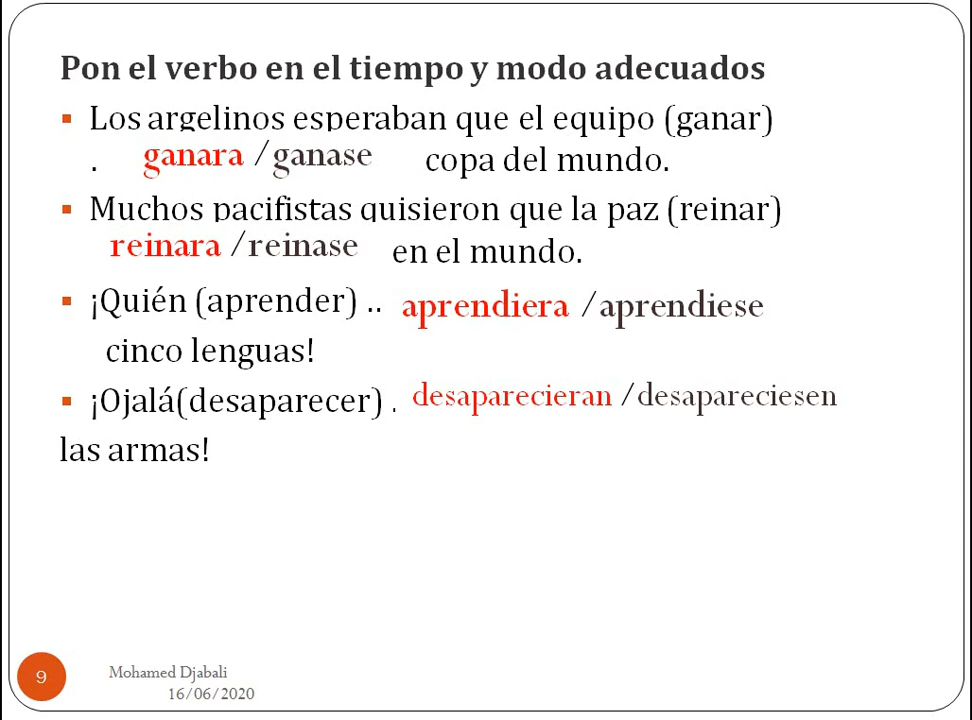 Pon el verbo en el tiempo y modo adecuados
▪ Los argelinos esperaban que el equipo (ganar)
. ganara /ganase copa del mundo.
▪ Muchos pacifistas quisieron que la paz (reinar)
reinara /reinase en el mundo.
▪ ¡Quién (aprender) .. aprendiera /aprendiese
cinco lenguas!
▪ ¡Ojalá(desaparecer) . desaparecieran /desapareciesen
las armas!
9 Mohamed Djabali
16/06/2020